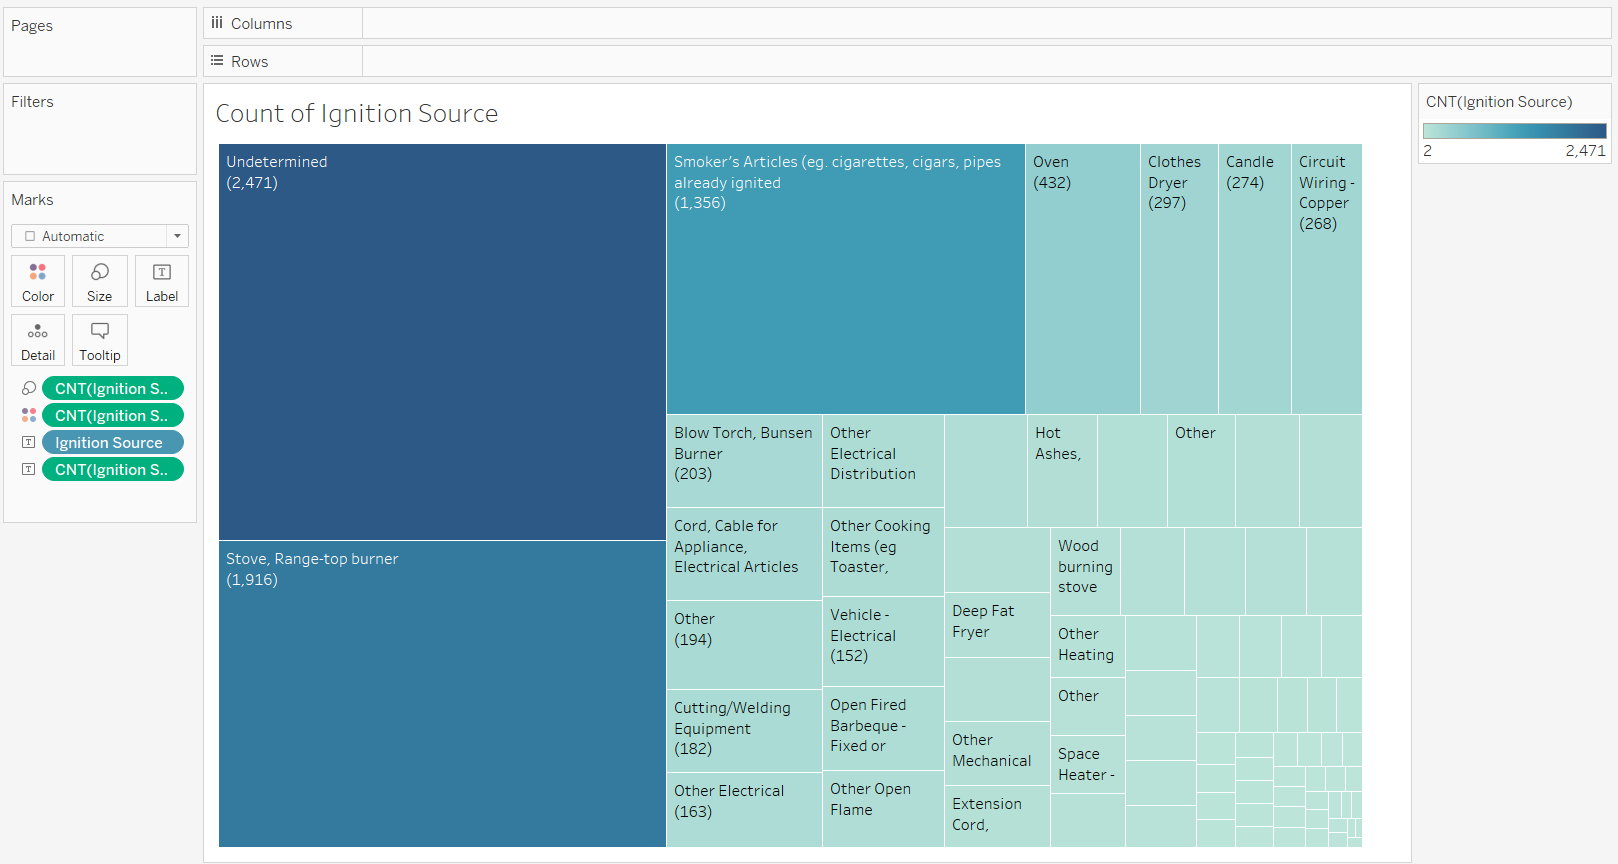 Pages
Columns
Rows
Filters
Marks
Automatic
Color
Size
Label
Detail
Tooltip
CNT(Ignition S..
CNT(Ignition S..
Ignition Source
CNT(Ignition S..
Count of Ignition Source
Undetermined
(2,471)
Stove, Range-top burner
(1,916)
Smoker's Articles (eg. cigarettes, cigars, pipes
already ignited
(1,356)
Oven
(432)
Clothes
Dryer
(297)
Candle
(274)
Circuit
Wiring -
Copper
(268)
Blow Torch, Bunsen
Burner
(203)
Cord, Cable for
Appliance,
Electrical Articles
Other
(194)
Cutting/Welding
Equipment
(182)
Other Electrical
(163)
Other
Electrical
Distribution
Other Cooking
Items (eg
Toaster,
Vehicle -
Electrical
(152)
Open Fired
Barbeque -
Fixed or
Other Open
Flame
Hot
Ashes,
Other
Deep Fat
Fryer
Other
Mechanical
Extension
Cord,
Wood
burning
stove
Other
Heating
Other
Space
Heater -
CNT(Ignition Source)
2
2,471